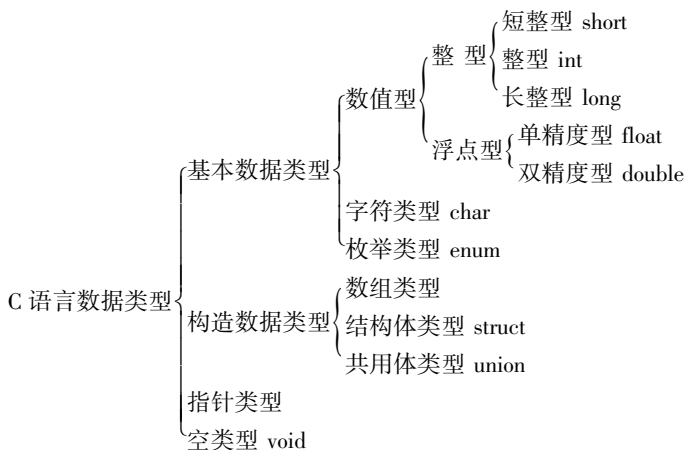 短整型 short
整 型
整型 int
长整型 long
数值型
单精度型 float
浮点型
双精度型 double
基本数据类型
字符类型 char
枚举类型 enum
C 语言数据类型
数组类型
构造数据类型
结构体类型 struct
共用体类型 union
指针类型
空类型 void